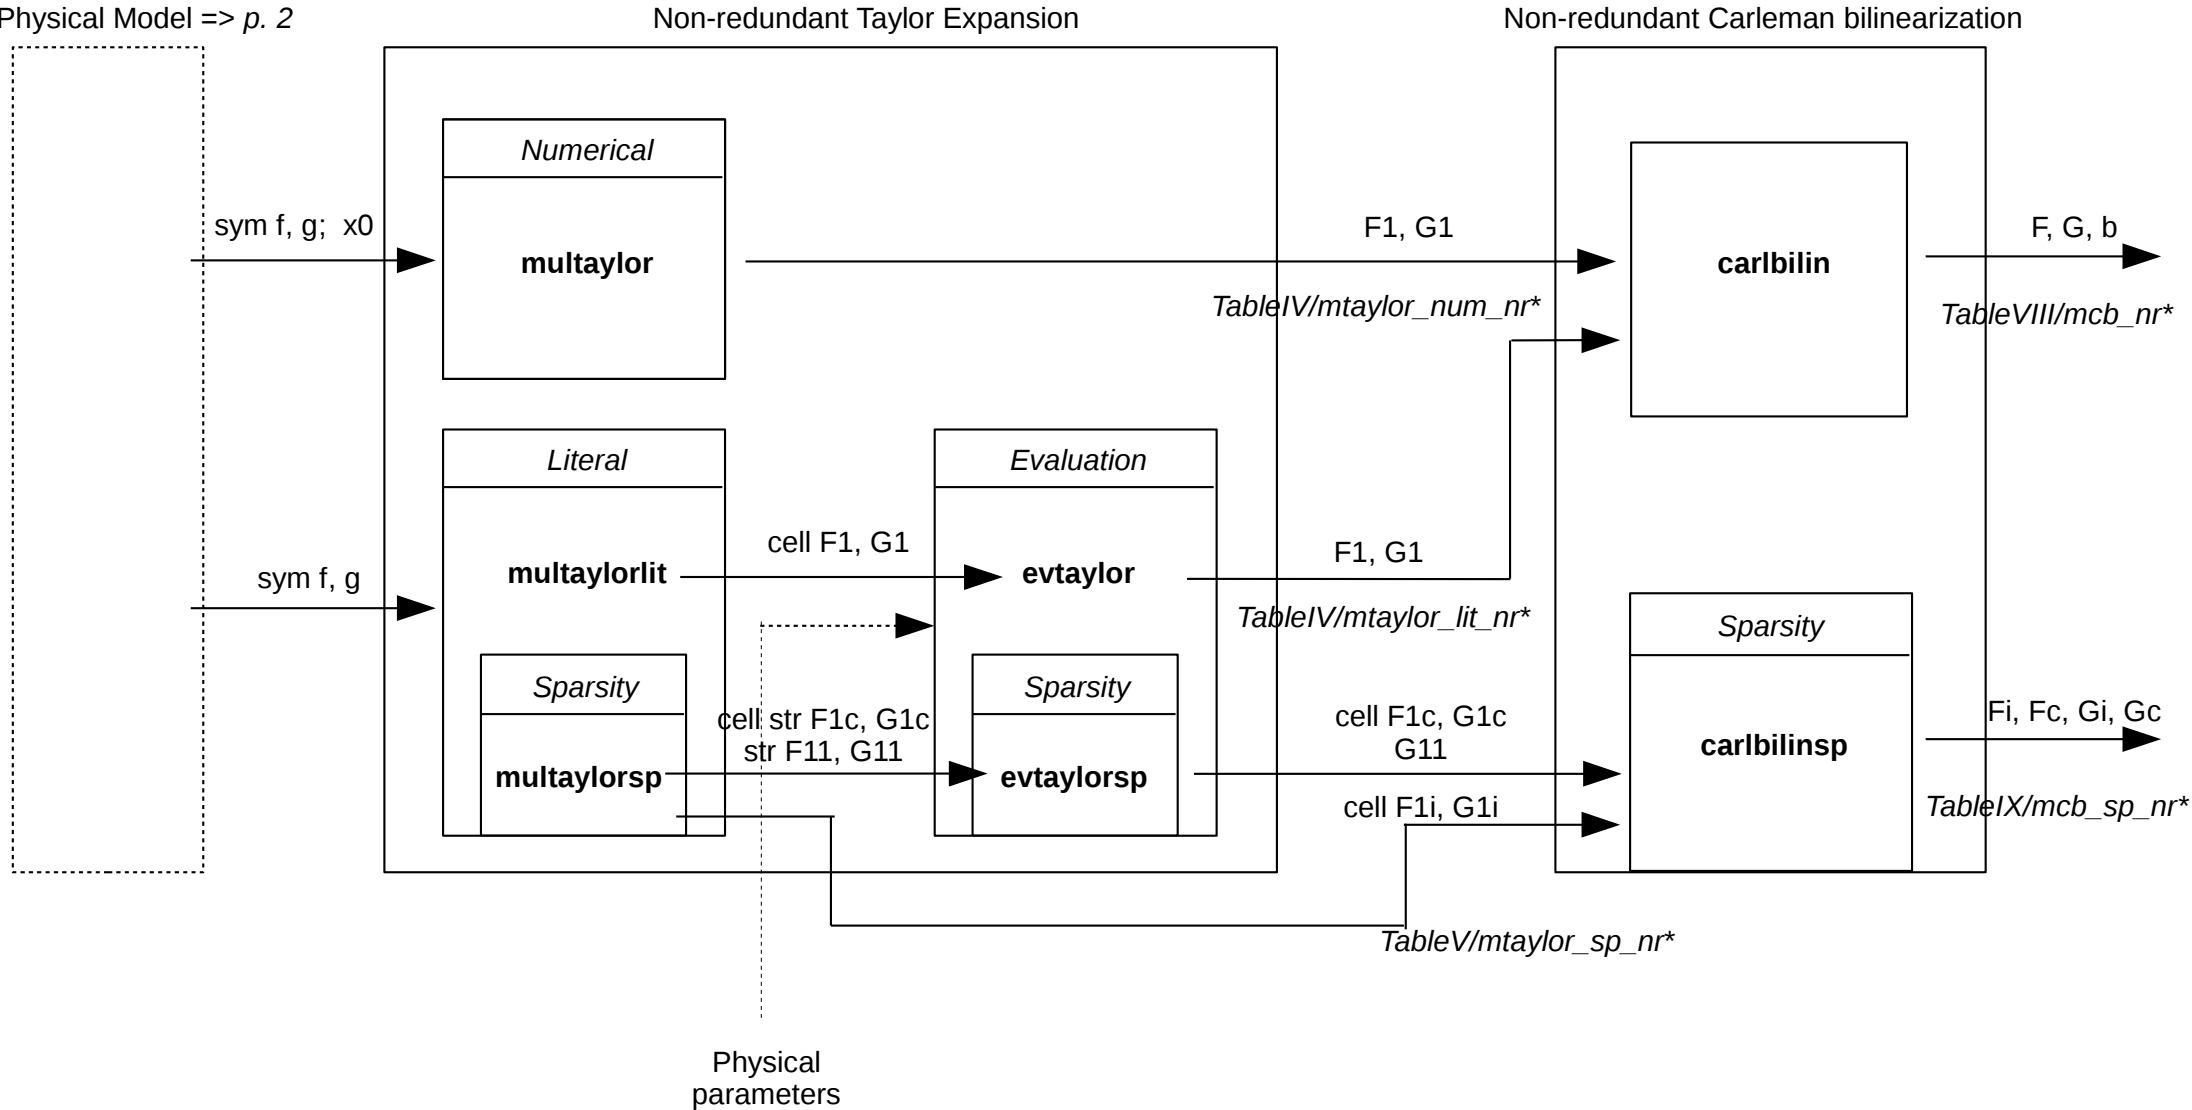 Physical Model => p. 2
Non-redundant Taylor Expansion
Non-redundant Carleman bilinearization
Numerical
sym f, g;  x0
multaylor
F1, G1
carlbilin
F, G, b
TableIV/mtaylor_num_nr*
TableVIII/mcb_nr*
Literal
Evaluation
cell F1, G1
multaylorlit
evtaylor
F1, G1
sym f, g
TableIV/mtaylor_lit_nr*
Sparsity
Sparsity
Sparsity
cell str F1c, G1c
str F11, G11
multaylorsp
evtaylorsp
cell F1c, G1c
G11
carlbilinsp
Fi, Fc, Gi, Gc
cell F1i, G1i
TableIX/mcb_sp_nr*
TableV/mtaylor_sp_nr*
Physical
parameters